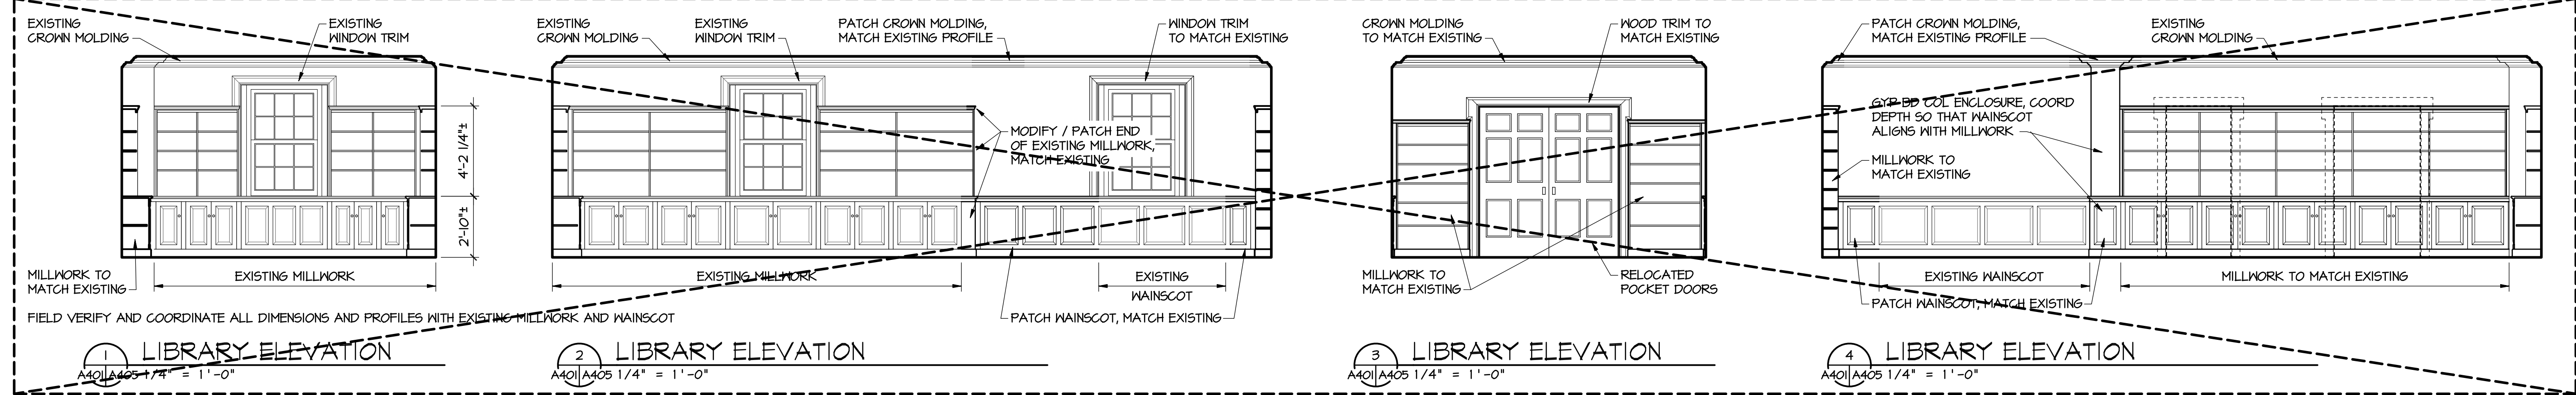 EXISTING
CROWN MOLDING
EXISTING
WINDOW TRIM
4'-2 1/4"±
2'-10"±
MILLWORK TO
MATCH EXISTING
EXISTING MILLWORK
FIELD VERIFY AND COORDINATE ALL DIMENSIONS AND PROFILES WITH EXISTING MILLWORK AND WAINSCOT
1
LIBRARY ELEVATION
A401 A405 1/4" = 1'-0"
EXISTING
CROWN MOLDING
EXISTING
WINDOW TRIM
PATCH CROWN MOLDING,
MATCH EXISTING PROFILE
WINDOW TRIM
TO MATCH EXISTING
MODIFY / PATCH END
OF EXISTING MILLWORK,
MATCH EXISTING
EXISTING MILLWORK
EXISTING
WAINSCOT
PATCH WAINSCOT, MATCH EXISTING
2
LIBRARY ELEVATION
A401 A405 1/4" = 1'-0"
CROWN MOLDING
TO MATCH EXISTING
WOOD TRIM TO
MATCH EXISTING
MILLWORK TO
MATCH EXISTING
RELOCATED
POCKET DOORS
3
LIBRARY ELEVATION
A401 A405 1/4" = 1'-0"
PATCH CROWN MOLDING,
MATCH EXISTING PROFILE
EXISTING
CROWN MOLDING
GYP BD COL ENCLOSURE, COORD
DEPTH SO THAT WAINSCOT
ALIGNS WITH MILLWORK
MILLWORK TO
MATCH EXISTING
EXISTING WAINSCOT
MILLWORK TO MATCH EXISTING
PATCH WAINSCOT, MATCH EXISTING
4
LIBRARY ELEVATION
A401 A405 1/4" = 1'-0"